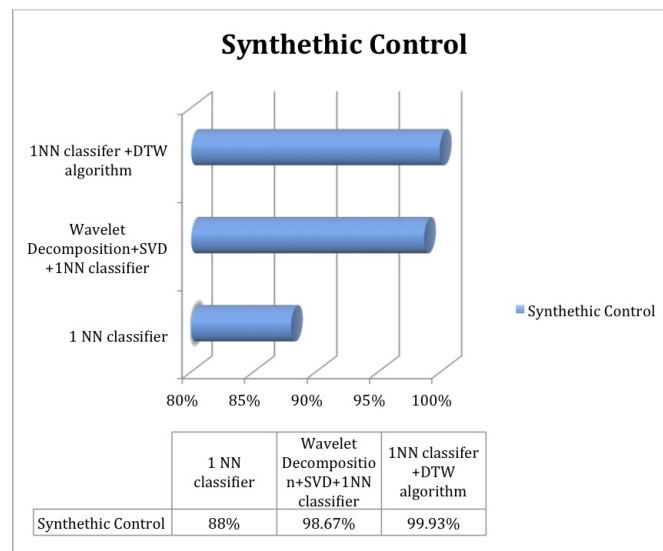 Synthethic Control
1NN classifer +DTW
algorithm
Wavelet
Decomposition+SVD
+1NN classifier
1 NN classifier
Synthethic Control
80% 85% 90% 95% 100%
1 NN
classifier
Wavelet
Decompositio
n+SVD+1NN
classifier
1NN classifer
+DTW
algorithm
Synthethic Control 88% 98.67% 99.93%